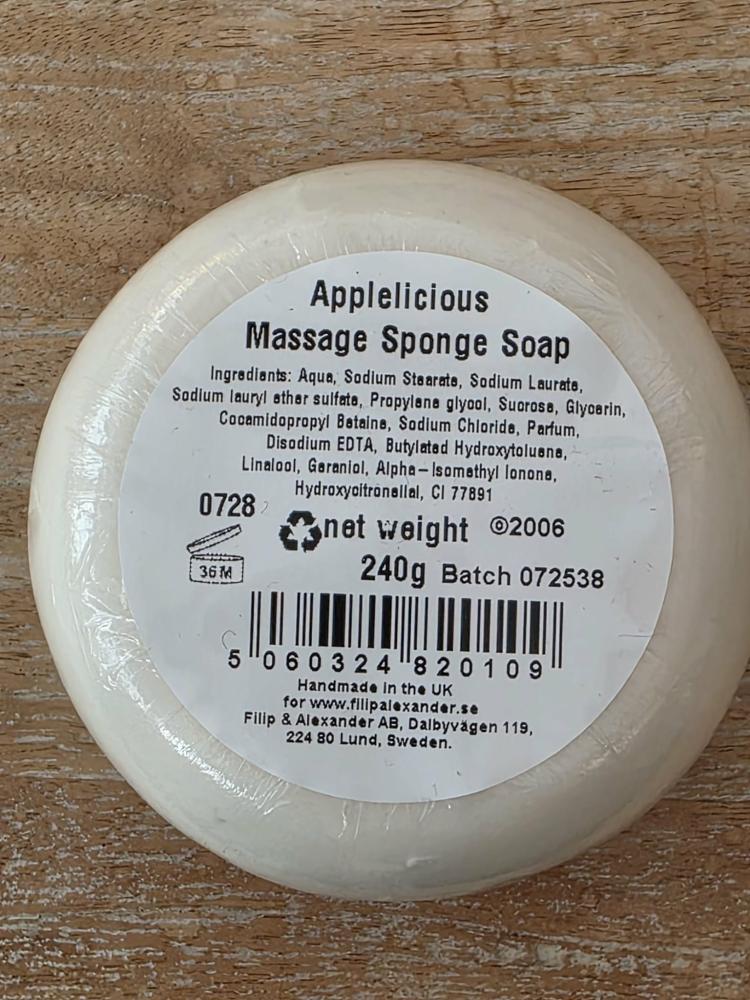 Applelicious
Massage Sponge Soap
Ingredients: Aqua, Sodium Stearate, Sodium Laurate,
Sodium lauryl ether sulfate, Propylene glycol, Sucrose, Glycerin,
Cocamidopropyl Betaine, Sodium Chloride, Parfum,
Disodium EDTA, Butylated Hydroxytoluene,
Linalool, Geraniol, Alpha-Isomethyl Ionone,
Hydroxycitronellal, CI 77891
0728
net weight ©2006
36M
240g Batch 072538
5 060324 820109
Handmade in the UK
for www.filipalexander.se
Filip & Alexander AB, Dalbyvägen 119,
224 80 Lund, Sweden.